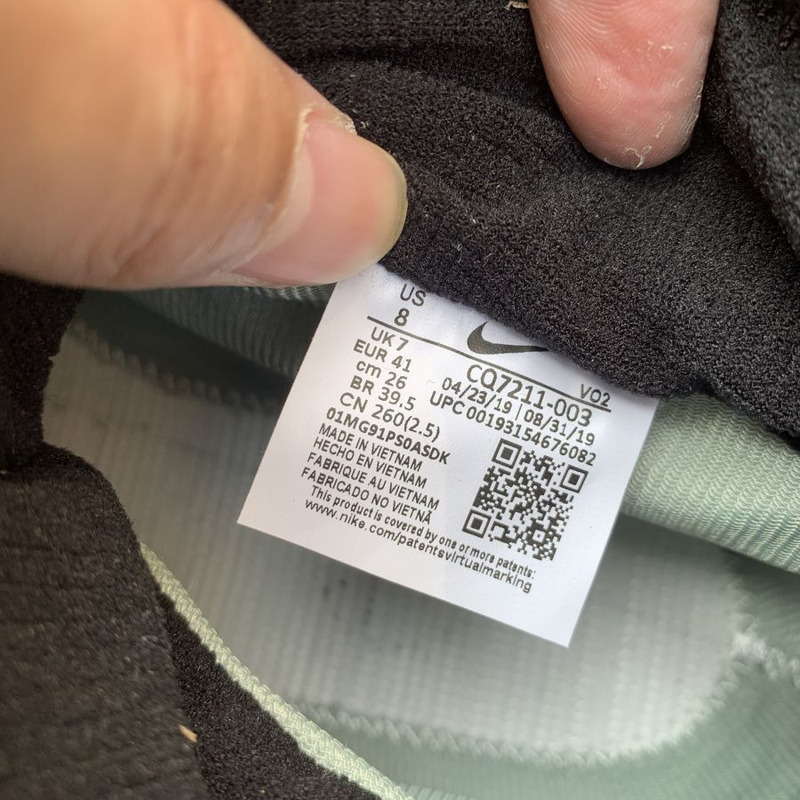 US
8
UK 7
EUR 41
cm 26
BR 39.5
CN 260(2.5)
VO2
CQ7211-003
04/23/19 | 08/31/19
UPC 00193154676082
01MG91PS0ASDK
MADE IN VIETNAM
HECHO EN VIETNAM
FABRIQUE AU VIETNAM
FABRICADO NO VIETNÃ
This product is covered by one or more patents:
www.nike.com/patentsvirtualmarking